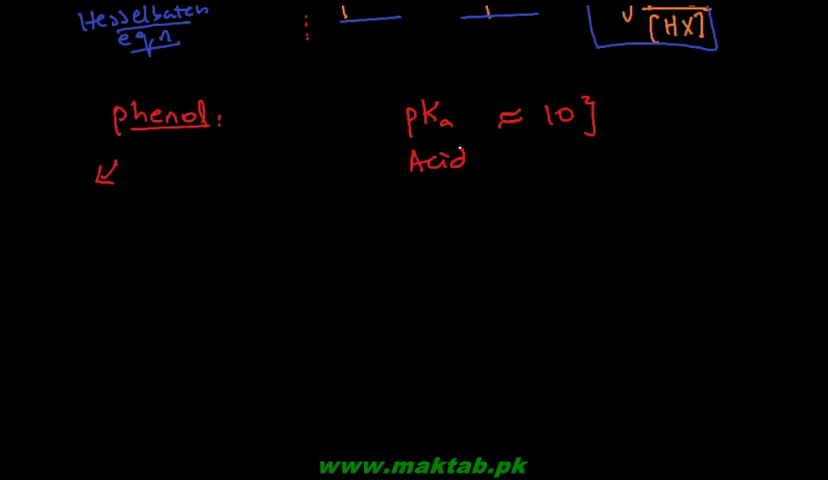 Hesselbaten
eqn
[HX]
phenol:
pKa ≈ 10
Acid
www.maktab.pk